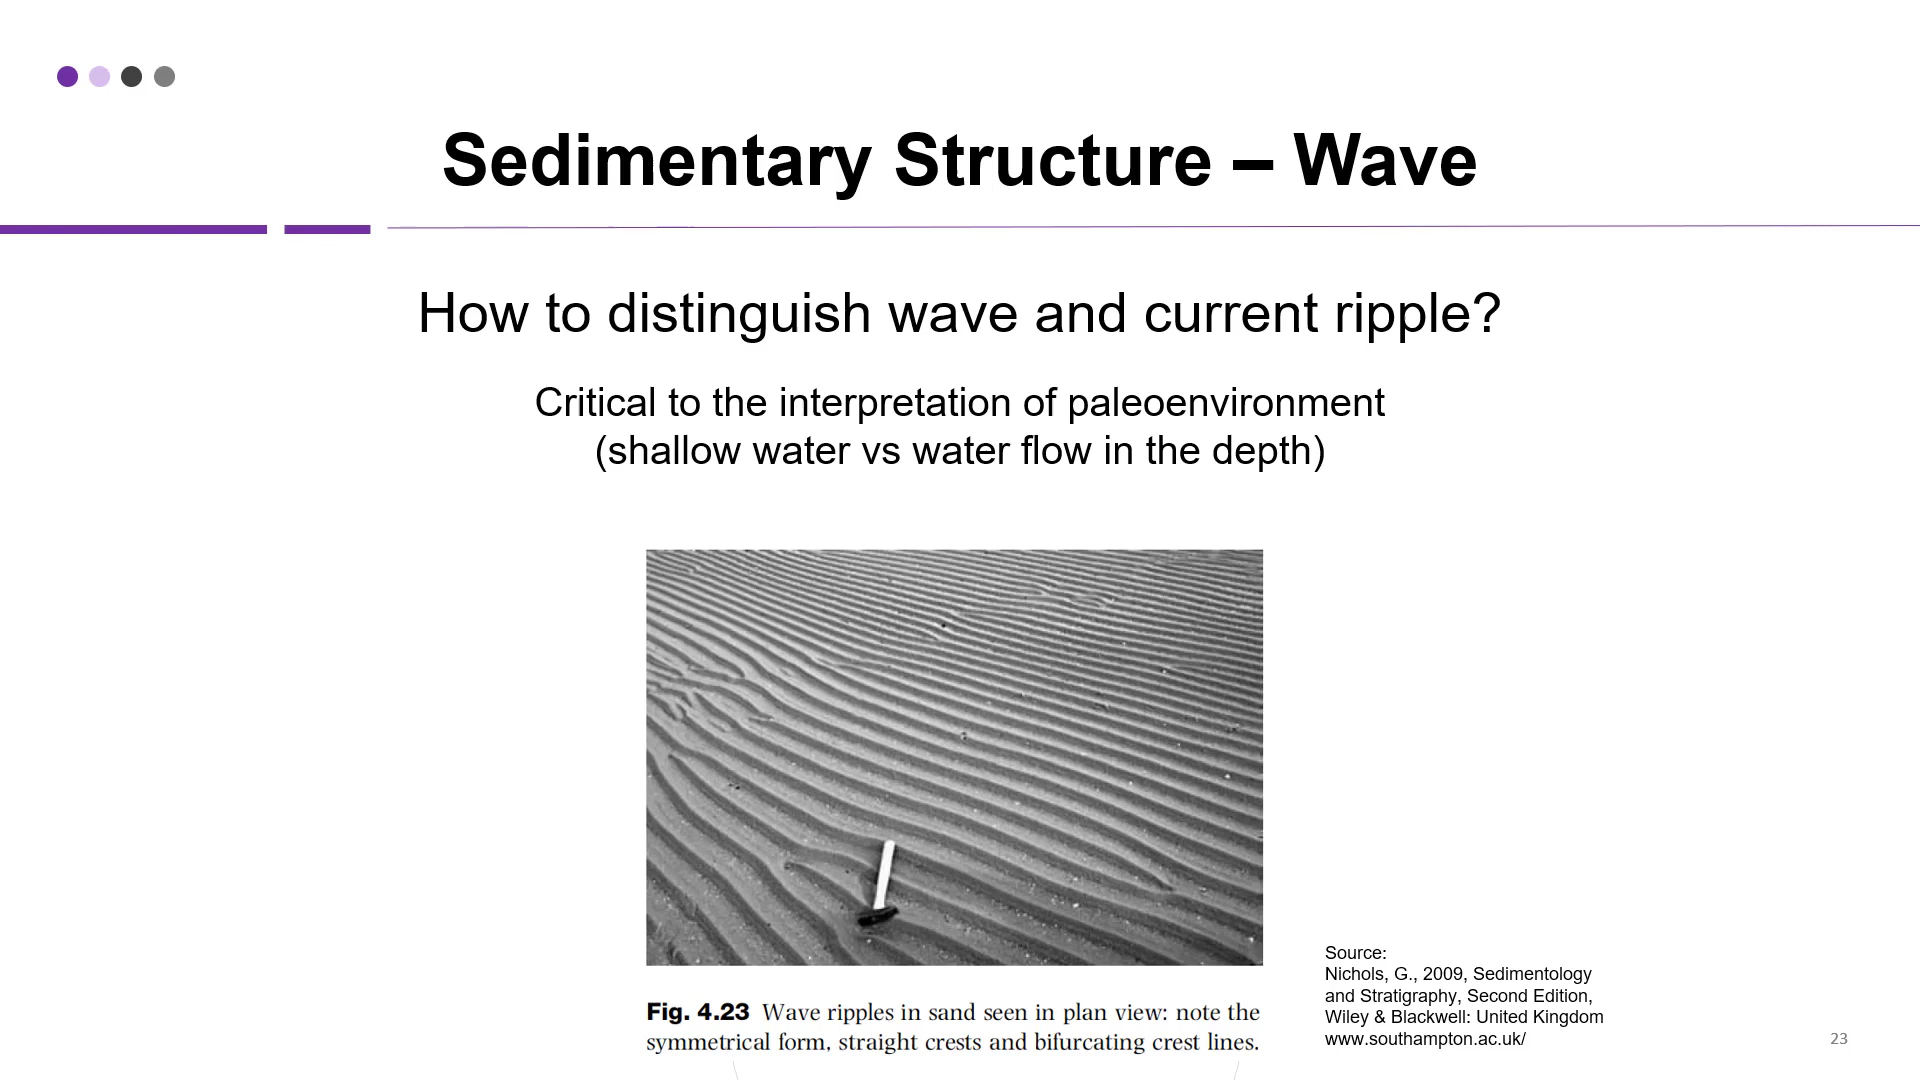 Sedimentary Structure – Wave
How to distinguish wave and current ripple?
Critical to the interpretation of paleoenvironment
(shallow water vs water flow in the depth)
Fig. 4.23 Wave ripples in sand seen in plan view: note the
symmetrical form, straight crests and bifurcating crest lines.
Source:
Nichols, G., 2009, Sedimentology
and Stratigraphy, Second Edition,
Wiley & Blackwell: United Kingdom
www.southampton.ac.uk/
23